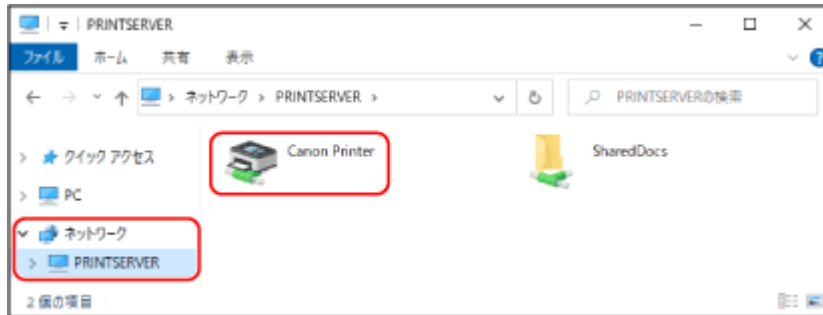 PRINTSERVER
ファイル ホーム 共有 表示
ネットワーク > PRINTSERVER > PRINTSERVERの検索
クイック アクセス
PC
ネットワーク
PRINTSERVER
Canon Printer
SharedDocs
2 個の項目